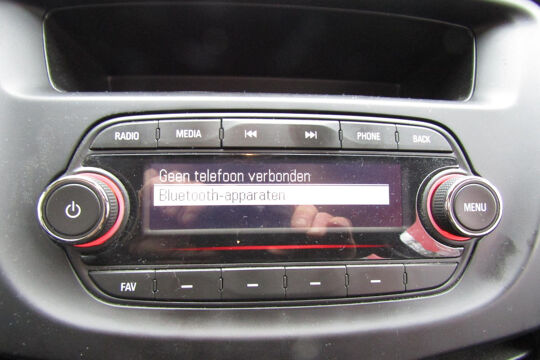 RADIO MEDIA PHONE BACK
Geen telefoon verbonden
Bluetooth-apparaten
MENU
FAV